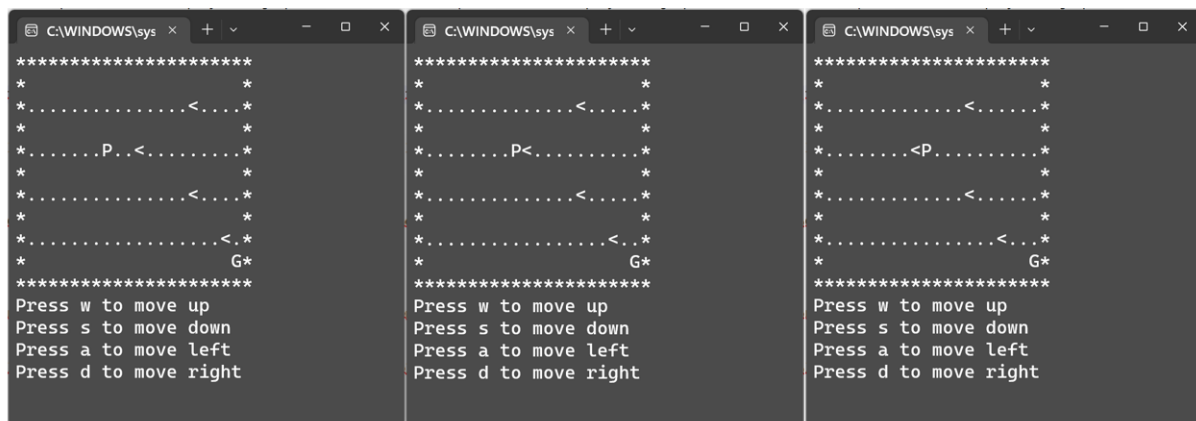 C:\WINDOWS\sys
**********************
*                    *
*...............<....*
*                    *
*.......P..<.........*
*                    *
*...............<....*
*                    *
*..................<.*
*                   G*
**********************
Press w to move up
Press s to move down
Press a to move left
Press d to move right
C:\WINDOWS\sys
**********************
*                    *
*..............<.....*
*                    *
*........P<..........*
*                    *
*..............<.....*
*                    *
*.................<..*
*                   G*
**********************
Press w to move up
Press s to move down
Press a to move left
Press d to move right
C:\WINDOWS\sys
**********************
*                    *
*.............<......*
*                    *
*........<P..........*
*                    *
*.............<......*
*                    *
*................<...*
*                   G*
**********************
Press w to move up
Press s to move down
Press a to move left
Press d to move right